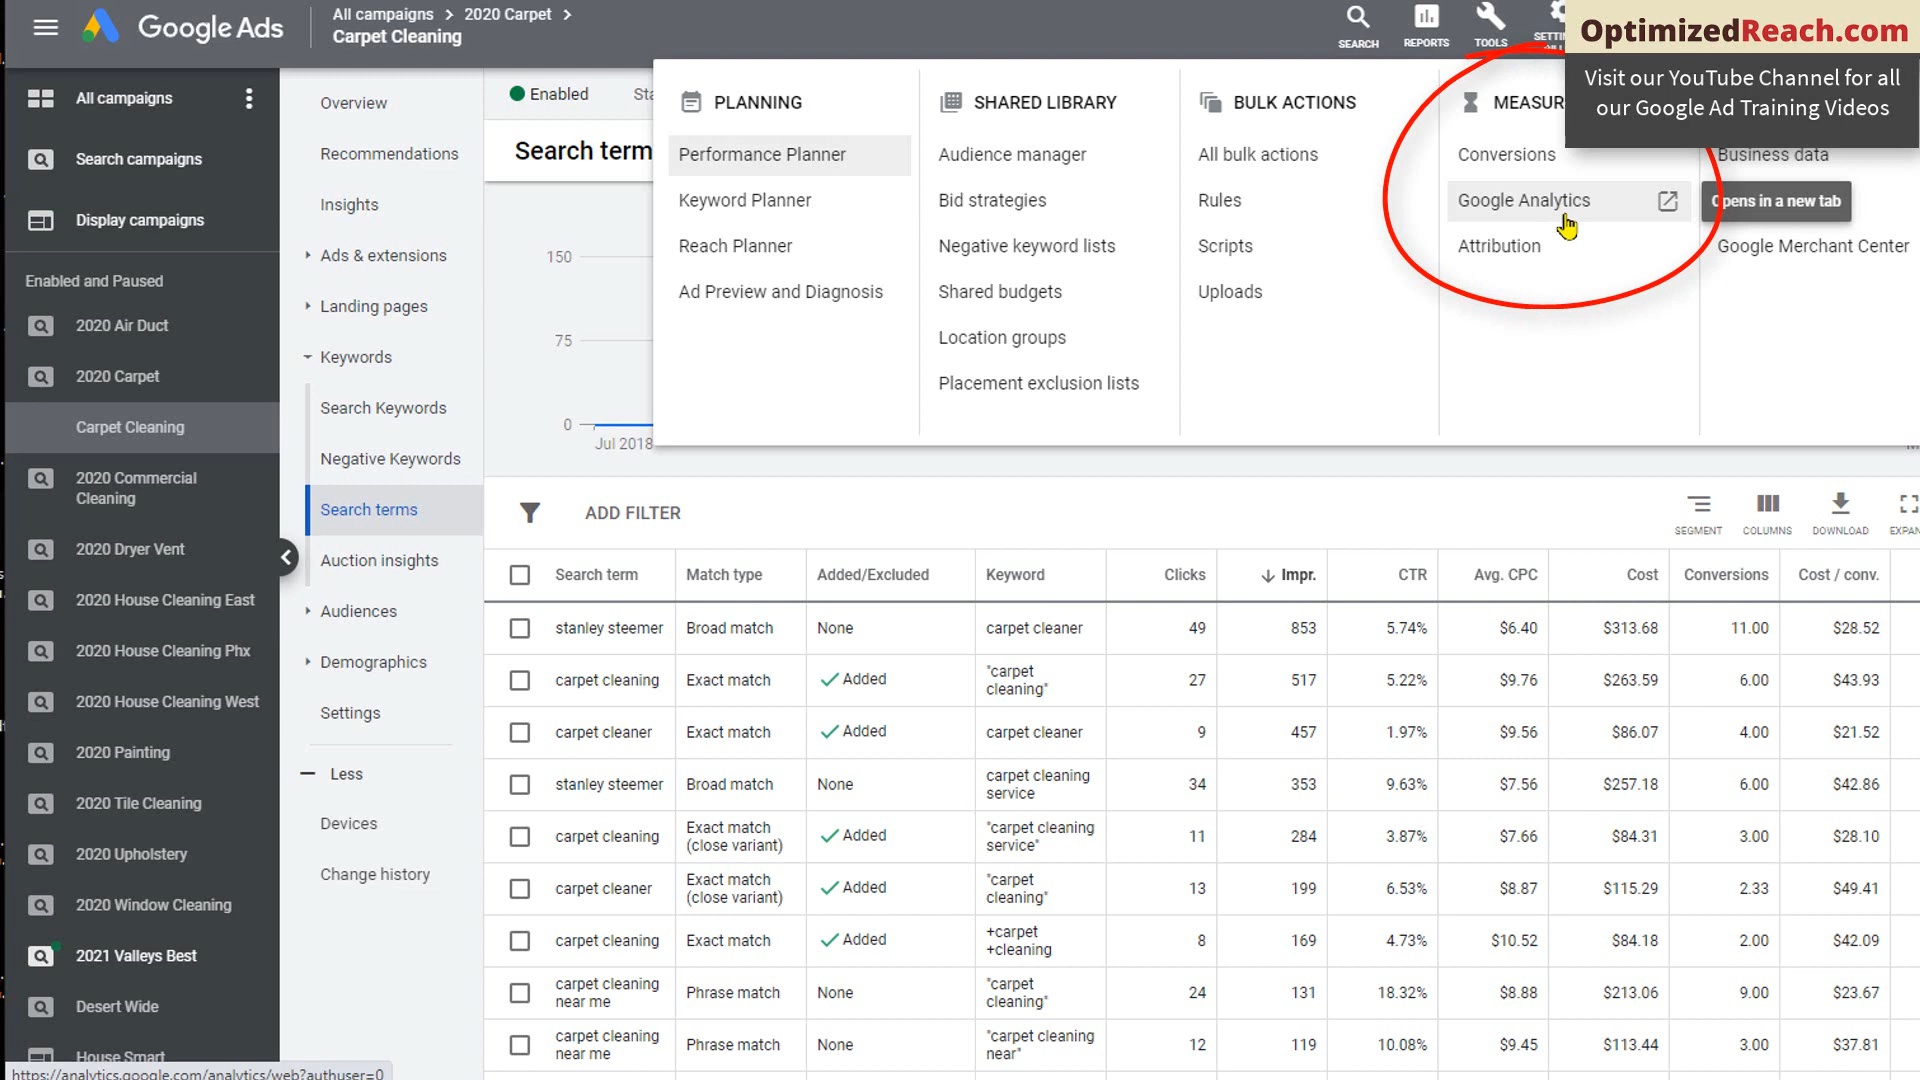 Google Ads
All campaigns > 2020 Carpet >
Carpet Cleaning
SEARCH
REPORTS
TOOLS
OptimizedReach.com
Visit our YouTube Channel for all
our Google Ad Training Videos
All campaigns
Search campaigns
Display campaigns
Enabled and Paused
2020 Air Duct
2020 Carpet
Carpet Cleaning
2020 Commercial
Cleaning
2020 Dryer Vent
2020 House Cleaning East
2020 House Cleaning Phx
2020 House Cleaning West
2020 Painting
2020 Tile Cleaning
2020 Upholstery
2020 Window Cleaning
2021 Valleys Best
Desert Wide
House Smart
https://analytics.google.com/analytics/web?authuser=0
Overview
Recommendations
Insights
Ads & extensions
Landing pages
Keywords
Search Keywords
Negative Keywords
Search terms
Auction insights
Audiences
Demographics
Settings
Less
Devices
Change history
Enabled
Search term
150
75
0
Jul 2018
PLANNING
Performance Planner
Keyword Planner
Reach Planner
Ad Preview and Diagnosis
SHARED LIBRARY
Audience manager
Bid strategies
Negative keyword lists
Shared budgets
Location groups
Placement exclusion lists
BULK ACTIONS
All bulk actions
Rules
Scripts
Uploads
MEASUR
Conversions
Google Analytics
Attribution
Business data
Opens in a new tab
Google Merchant Center
ADD FILTER
SEGMENT
COLUMNS
DOWNLOAD
EXPAN
Search term Match type Added/Excluded Keyword Clicks Impr. CTR Avg. CPC Cost Conversions Cost / conv.
stanley steemer Broad match None carpet cleaner 49 853 5.74% $6.40 $313.68 11.00 $28.52
carpet cleaning Exact match Added "carpet cleaning" 27 517 5.22% $9.76 $263.59 6.00 $43.93
carpet cleaner Exact match Added carpet cleaner 9 457 1.97% $9.56 $86.07 4.00 $21.52
stanley steemer Broad match None carpet cleaning service 34 353 9.63% $7.56 $257.18 6.00 $42.86
carpet cleaning Exact match (close variant) Added "carpet cleaning service" 11 284 3.87% $7.66 $84.31 3.00 $28.10
carpet cleaner Exact match (close variant) Added "carpet cleaning" 13 199 6.53% $8.87 $115.29 2.33 $49.41
carpet cleaning Exact match Added +carpet +cleaning 8 169 4.73% $10.52 $84.18 2.00 $42.09
carpet cleaning near me Phrase match None "carpet cleaning" 24 131 18.32% $8.88 $213.06 9.00 $23.67
carpet cleaning near me Phrase match None "carpet cleaning near" 12 119 10.08% $9.45 $113.44 3.00 $37.81